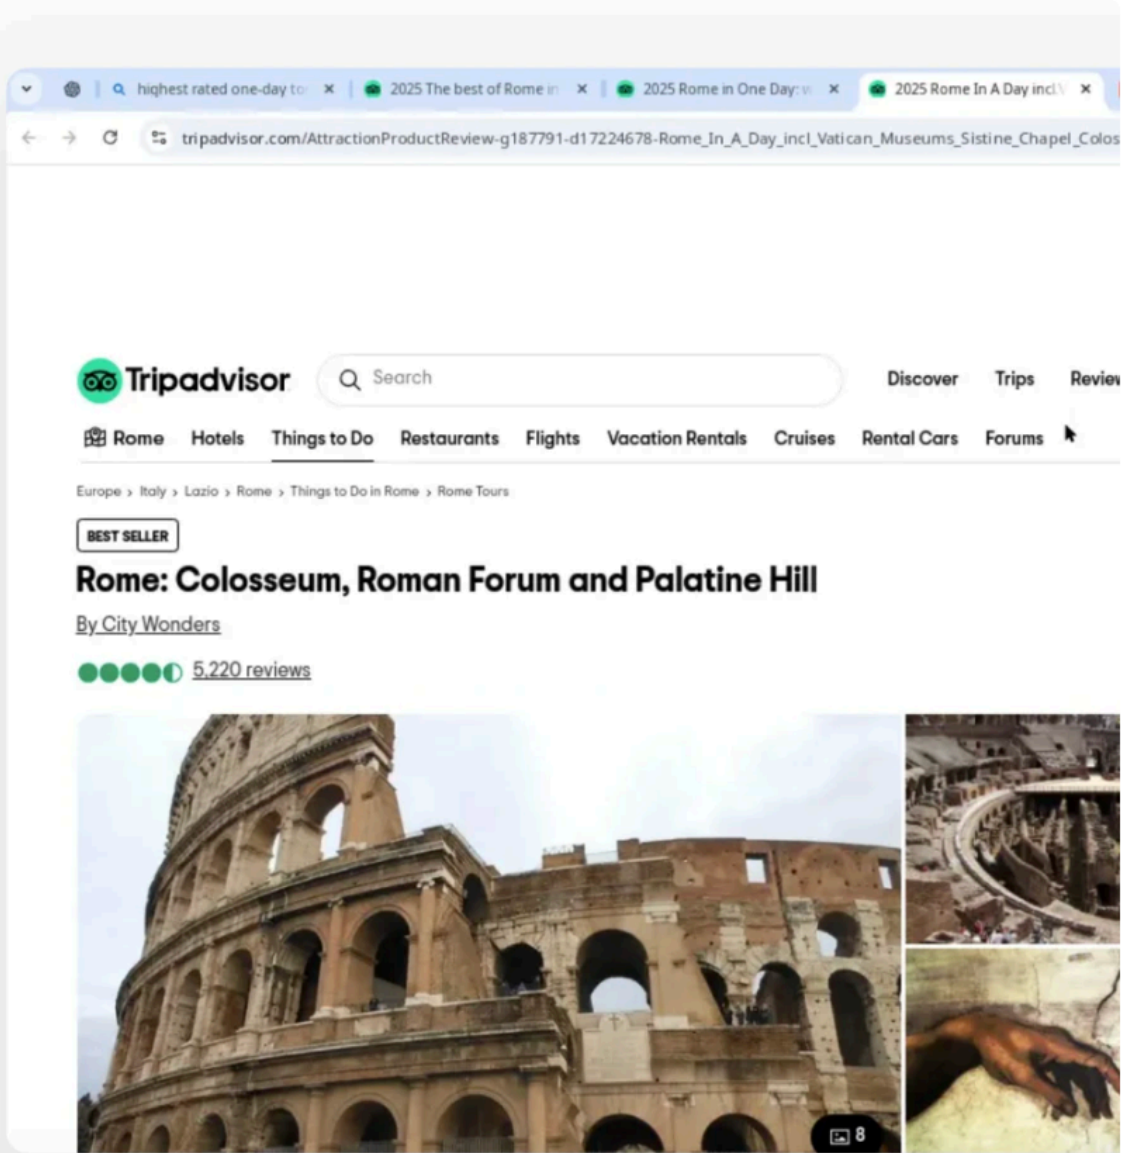 highest rated one-day to
2025 The best of Rome in
2025 Rome in One Day: w
2025 Rome In A Day incl. V
tripadvisor.com/AttractionProductReview-g187791-d17224678-Rome_In_A_Day_incl_Vatican_Museums_Sistine_Chapel_Colos
Tripadvisor
Search
Discover Trips Review
Rome Hotels Things to Do Restaurants Flights Vacation Rentals Cruises Rental Cars Forums
Europe › Italy › Lazio › Rome › Things to Do in Rome › Rome Tours
BEST SELLER
Rome: Colosseum, Roman Forum and Palatine Hill
By City Wonders
5,220 reviews
8